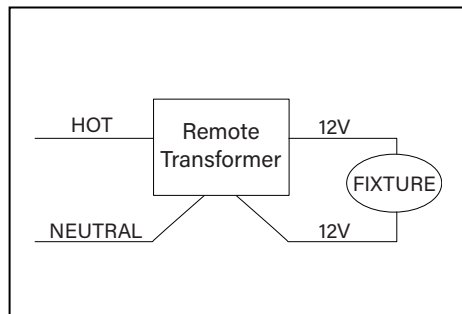 HOT
Remote
Transformer
12V
FIXTURE
NEUTRAL
12V